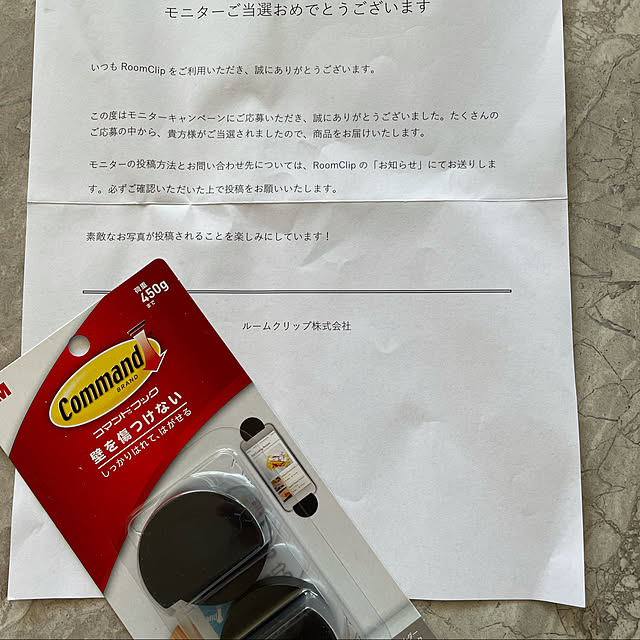 モニターご当選おめでとうございます
いつも RoomClip をご利用いただき、誠にありがとうございます。
この度はモニターキャンペーンにご応募いただき、誠にありがとうございました。たくさんの
ご応募の中から、貴方様がご当選されましたので、商品をお届けいたします。
モニターの投稿方法とお問い合わせ先については、RoomClip の「お知らせ」にてお送りしま
す。必ずご確認いただいた上で投稿をお願いいたします。
素敵なお写真が投稿されることを楽しみにしています！
ルームクリップ株式会社
荷重
450g
まで
Command
BRAND
コマンドフック
壁を傷つけない
しっかりはれて、はがせる